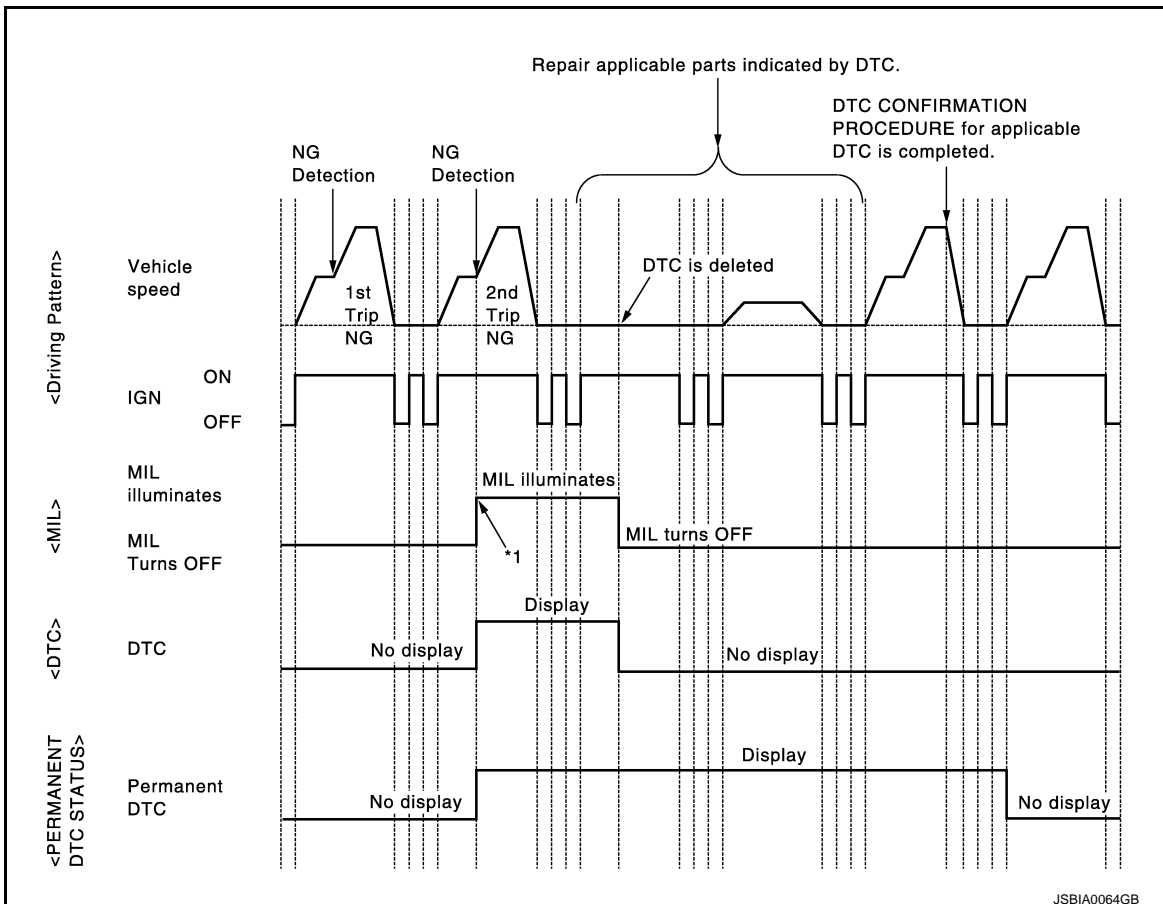 Repair applicable parts indicated by DTC.
DTC CONFIRMATION
PROCEDURE for applicable
DTC is completed.
NG
Detection
NG
Detection
<Driving Pattern>
Vehicle
speed
1st
Trip
NG
2nd
Trip
NG
DTC is deleted
IGN
ON
OFF
<MIL>
MIL
illuminates
MIL
Turns OFF
MIL illuminates
*1
MIL turns OFF
<DTC>
DTC
No display
Display
No display
<PERMANENT
DTC STATUS>
Permanent
DTC
No display
Display
No display
JSBIA0064GB